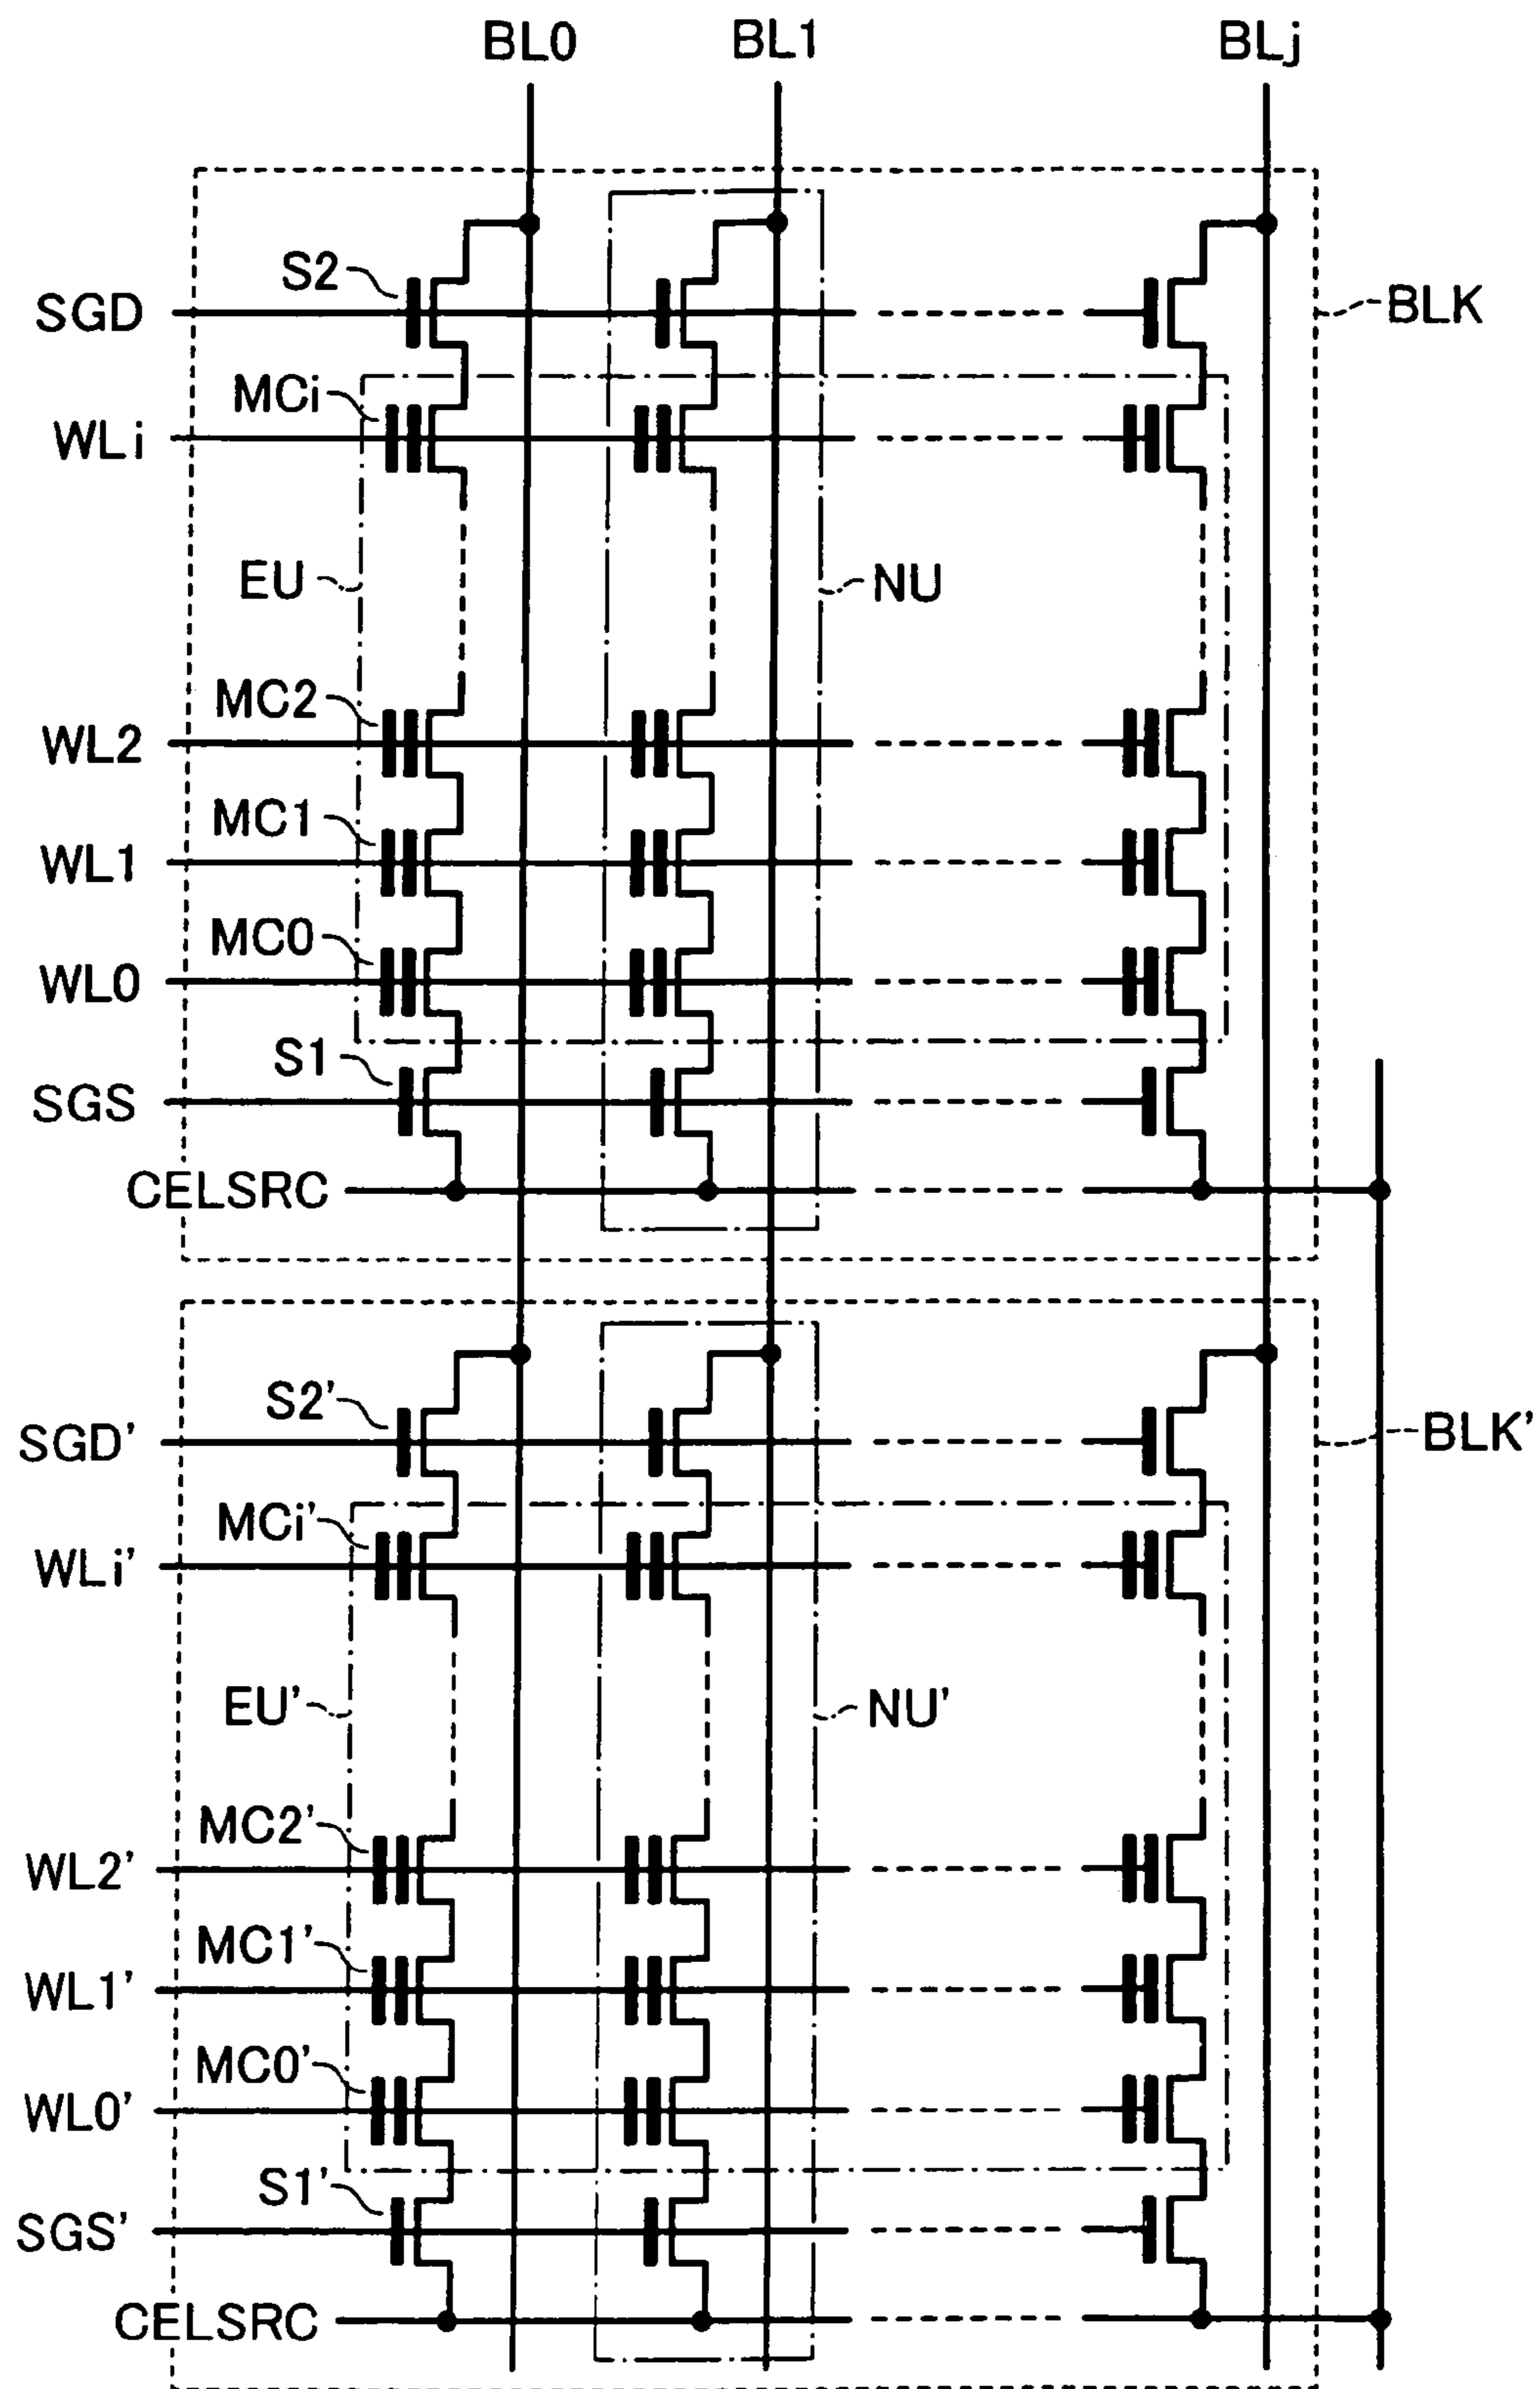 BL0 BL1 BLj
S2
SGD BLK
MCi
WLi
EU NU
MC2
WL2
MC1
WL1
MC0
WL0
S1
SGS
CELSRC
S2'
SGD' BLK'
MCi'
WLi'
EU' NU'
MC2'
WL2'
MC1'
WL1'
MC0'
WL0'
S1'
SGS'
CELSRC